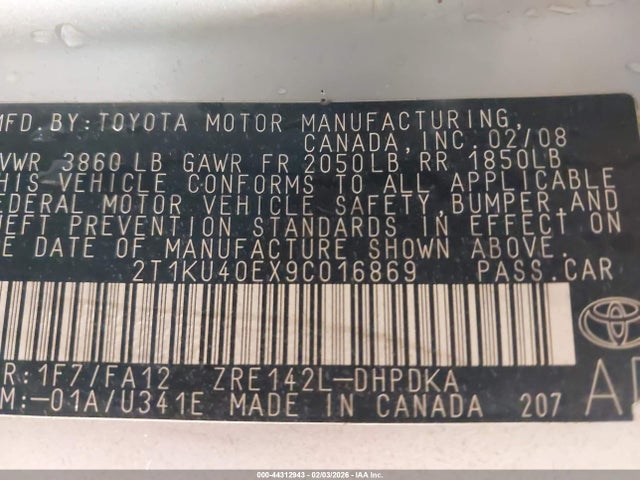 MFD. BY: TOYOTA MOTOR MANUFACTURING,
CANADA, INC. 02/08
VWR 3860 LB GAWR FR 2050LB, RR 1850LB
HIS VEHICLE CONFORMS TO ALL APPLICABLE
EDERAL MOTOR VEHICLE SAFETY, BUMPER, AND
HEFT PREVENTION STANDARDS IN EFFECT ON
E DATE OF MANUFACTURE SHOWN ABOVE.
2T1KU40EX9C016869 PASS.CAR
R: 1F7/FA12 ZRE142L-DHPDKA
M:-01A/U341E MADE IN CANADA 207
000-44312943 - 02/03/2026 - IAA Inc.